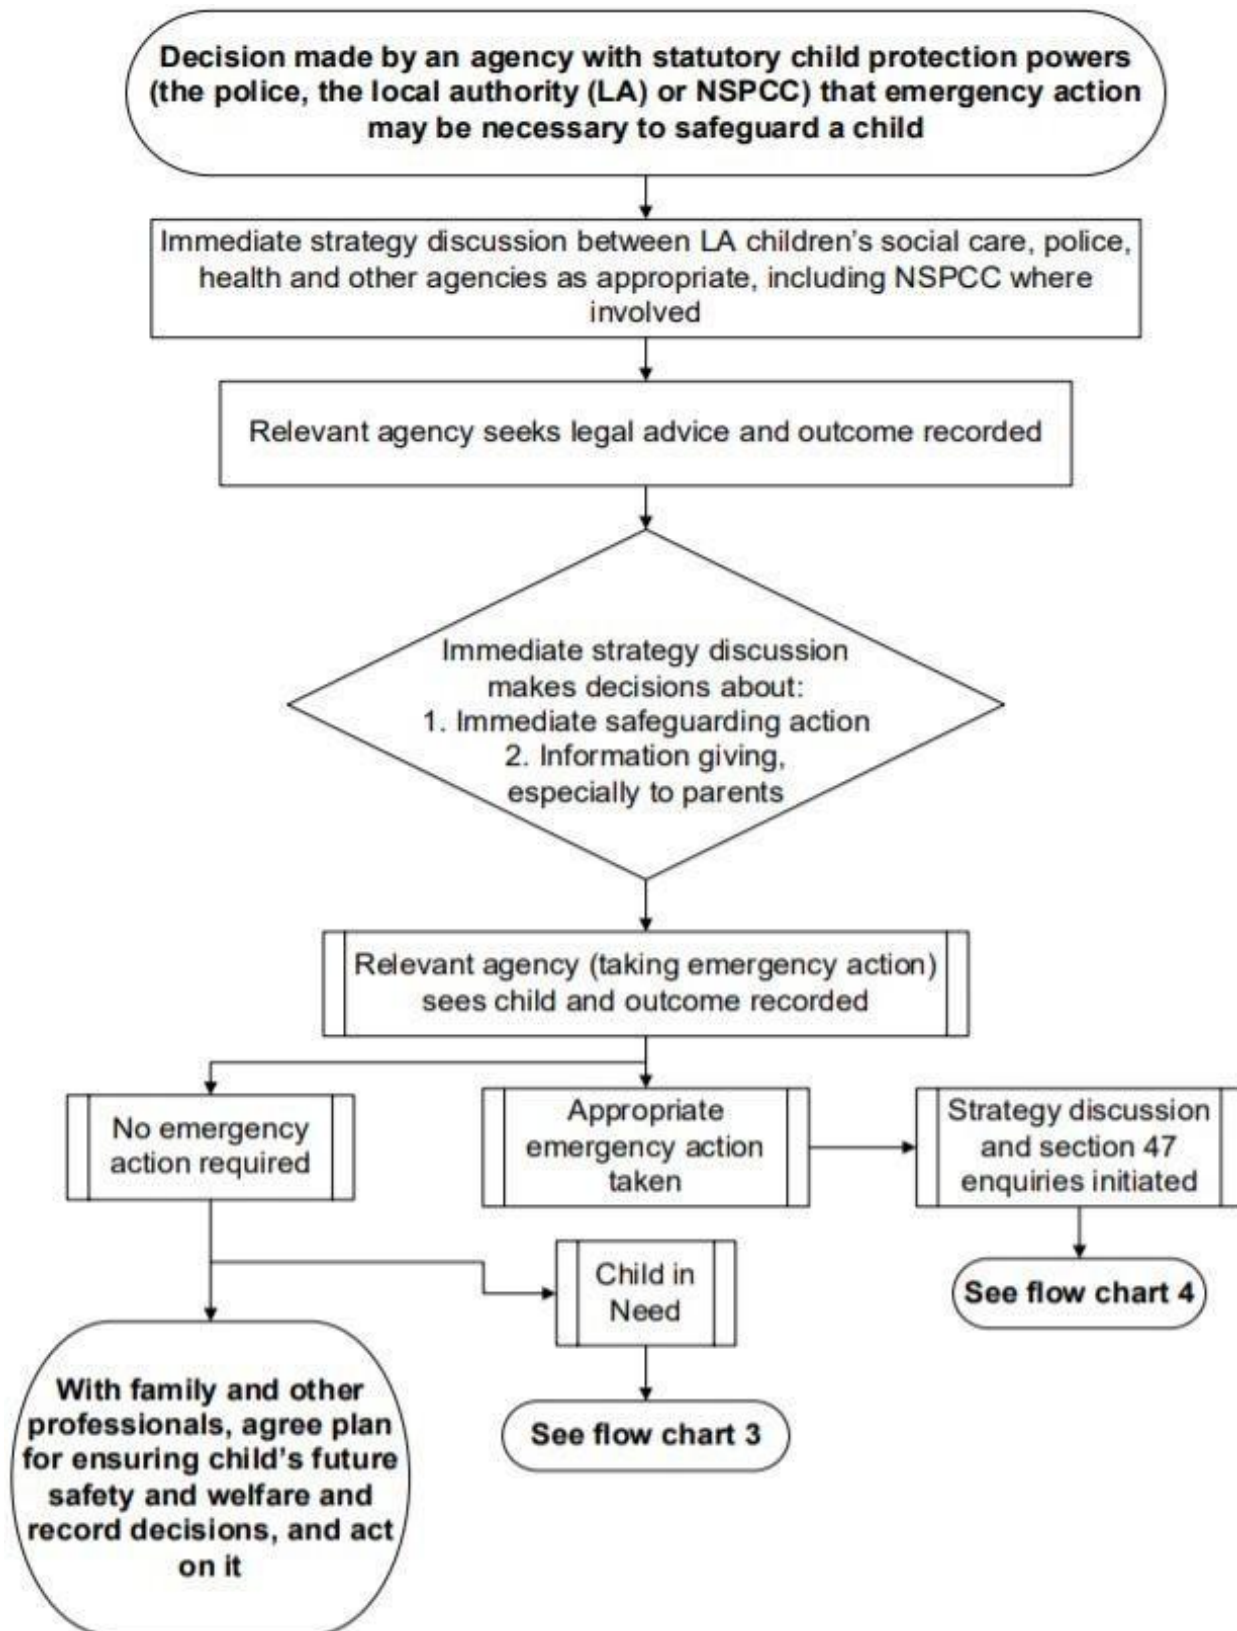 Decision made by an agency with statutory child protection powers
(the police, the local authority (LA) or NSPCC) that emergency action
may be necessary to safeguard a child
Immediate strategy discussion between LA children’s social care, police,
health and other agencies as appropriate, including NSPCC where
involved
Relevant agency seeks legal advice and outcome recorded
Immediate strategy discussion
makes decisions about:
1. Immediate safeguarding action
2. Information giving,
especially to parents
Relevant agency (taking emergency action)
sees child and outcome recorded
No emergency
action required
Appropriate
emergency action
taken
Strategy discussion
and section 47
enquiries initiated
Child in
Need
See flow chart 4
With family and other
professionals, agree plan
for ensuring child’s future
safety and welfare and
record decisions, and act
on it
See flow chart 3